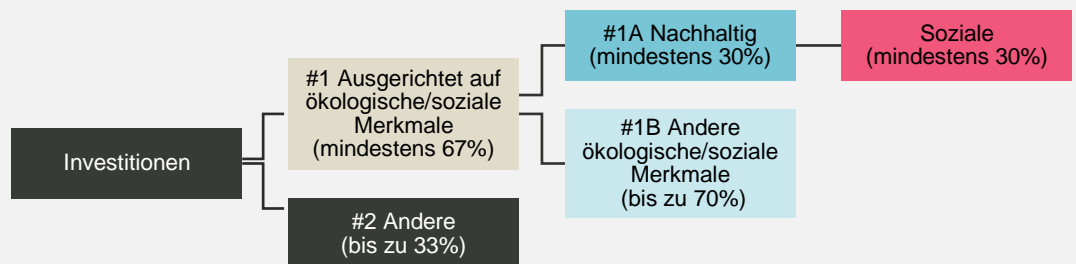 Investitionen
#1 Ausgerichtet auf
ökologische/soziale
Merkmale
(mindestens 67%)
#2 Andere
(bis zu 33%)
#1A Nachhaltig
(mindestens 30%)
#1B Andere
ökologische/soziale
Merkmale
(bis zu 70%)
Soziale
(mindestens 30%)